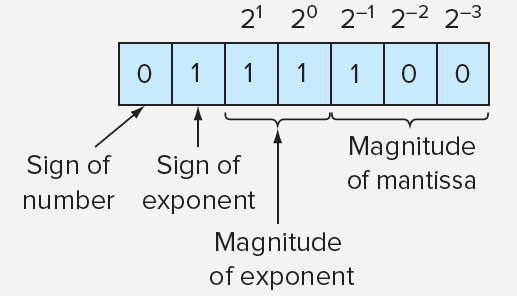 2¹ 2⁰ 2⁻¹ 2⁻² 2⁻³
0 1 1 1 1 0 0
Sign of
number
Sign of
exponent
Magnitude
of exponent
Magnitude
of mantissa